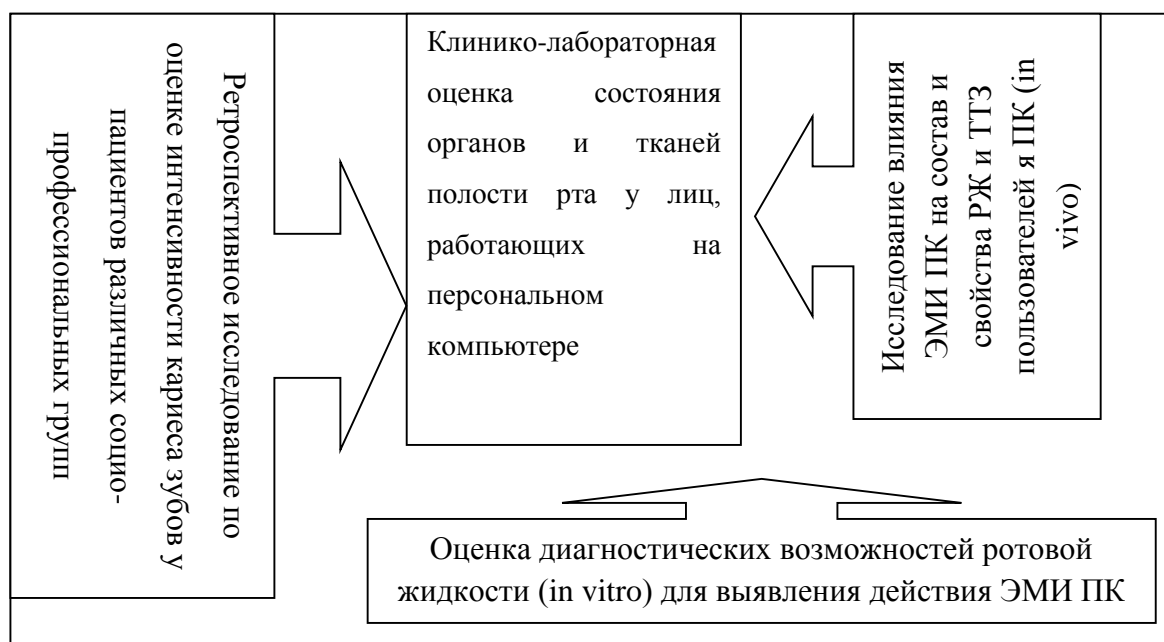 Ретроспективное исследование по
оценке интенсивности кариеса зубов у
пациентов различных социо-
профессиональных групп
Клинико-лабораторная
оценка состояния
органов и тканей
полости рта у лиц,
работающих на
персональном
компьютере
Исследование влияния
ЭМИ ПК на состав и
свойства РЖ и ТТЗ
пользователей я ПК (in
vivo)
Оценка диагностических возможностей ротовой
жидкости (in vitro) для выявления действия ЭМИ ПК